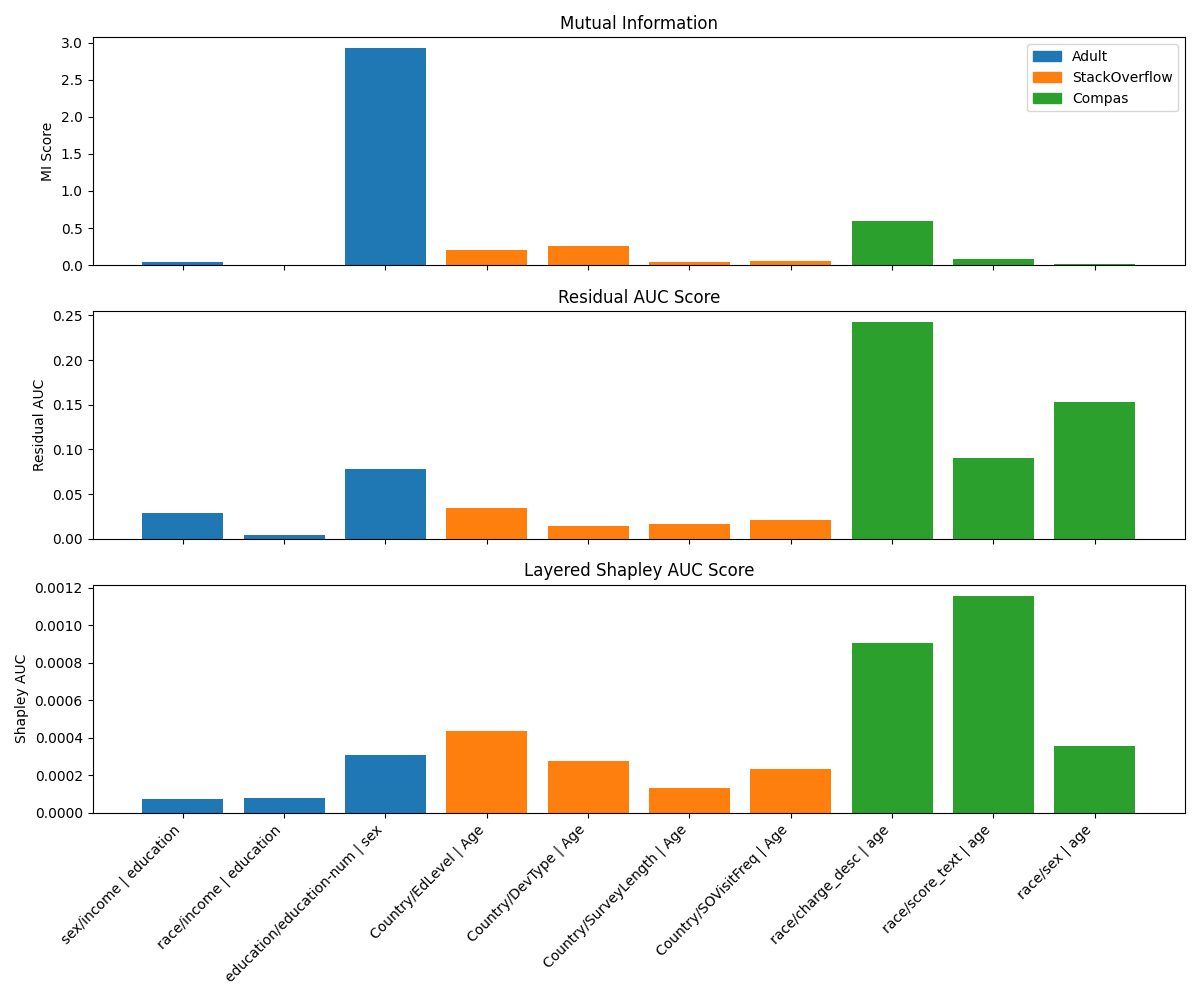 Mutual Information
MI Score
3.0
2.5
2.0
1.5
1.0
0.5
0.0
Adult
StackOverflow
Compas
Residual AUC Score
Residual AUC
0.25
0.20
0.15
0.10
0.05
0.00
Layered Shapley AUC Score
Shapley AUC
0.0012
0.0010
0.0008
0.0006
0.0004
0.0002
0.0000
sex/income | education
race/income | education
education/education-num | sex
Country/EdLevel | Age
Country/DevType | Age
Country/SurveyLength | Age
Country/SOVisitFreq | Age
race/charge_desc | age
race/score_text | age
race/sex | age